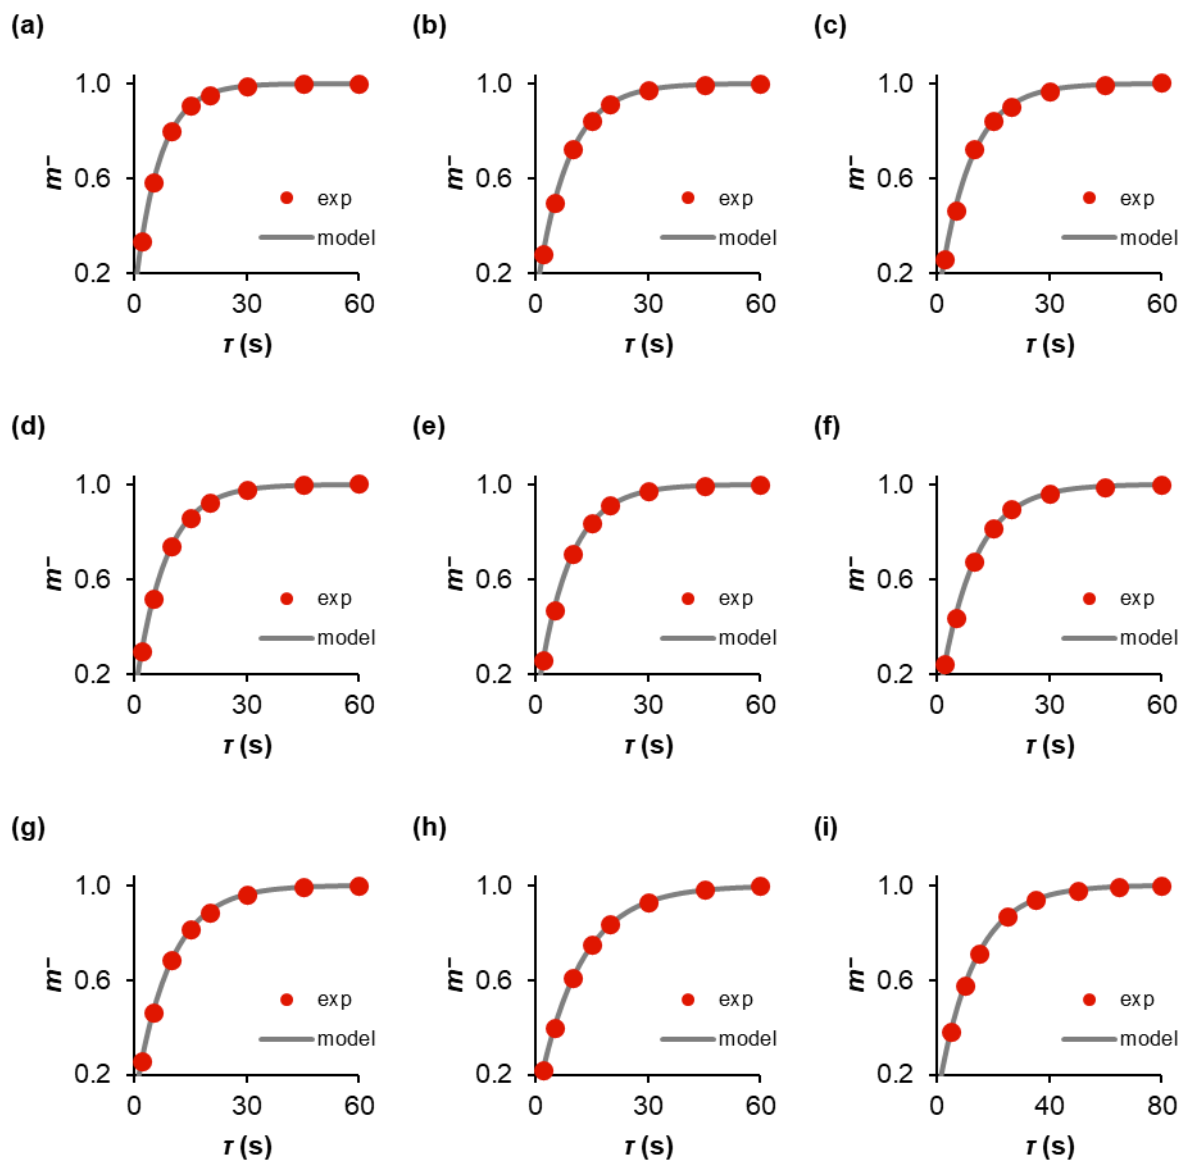 (a) (b) (c)
1.0 1.0 1.0
m⁻ m⁻ m⁻
0.6 0.6 0.6
exp exp exp
model model model
0.2 0.2 0.2
0 30 60 0 30 60 0 30 60
τ (s) τ (s) τ (s)
(d) (e) (f)
1.0 1.0 1.0
m⁻ m⁻ m⁻
0.6 0.6 0.6
exp exp exp
model model model
0.2 0.2 0.2
0 30 60 0 30 60 0 30 60
τ (s) τ (s) τ (s)
(g) (h) (i)
1.0 1.0 1.0
m⁻ m⁻ m⁻
0.6 0.6 0.6
exp exp exp
model model model
0.2 0.2 0.2
0 30 60 0 30 60 0 40 80
τ (s) τ (s) τ (s)